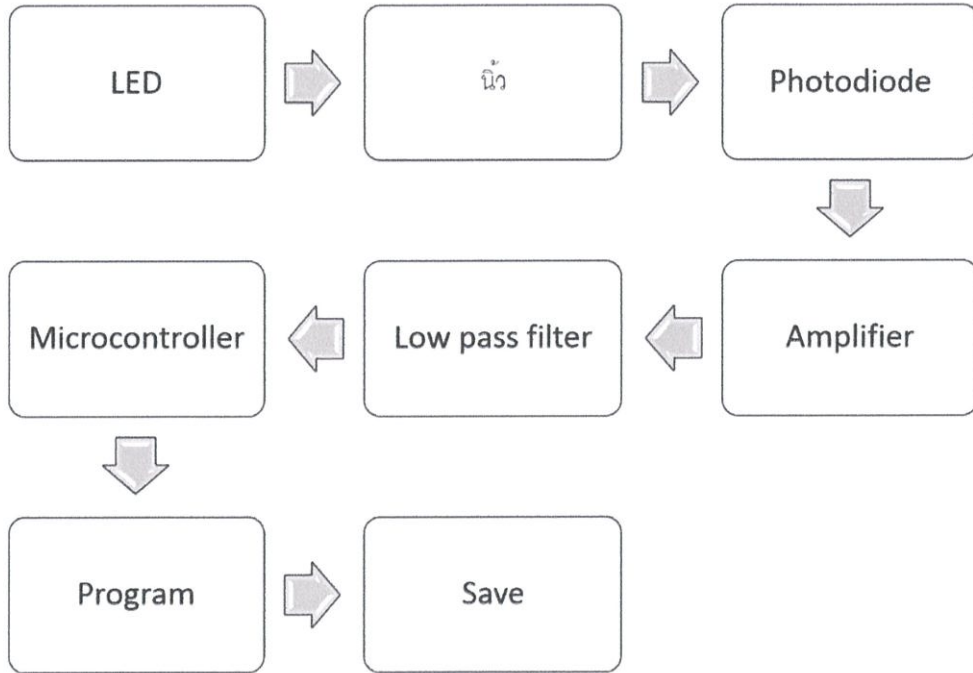 LED
นิ้ว
Photodiode
Amplifier
Low pass filter
Microcontroller
Program
Save